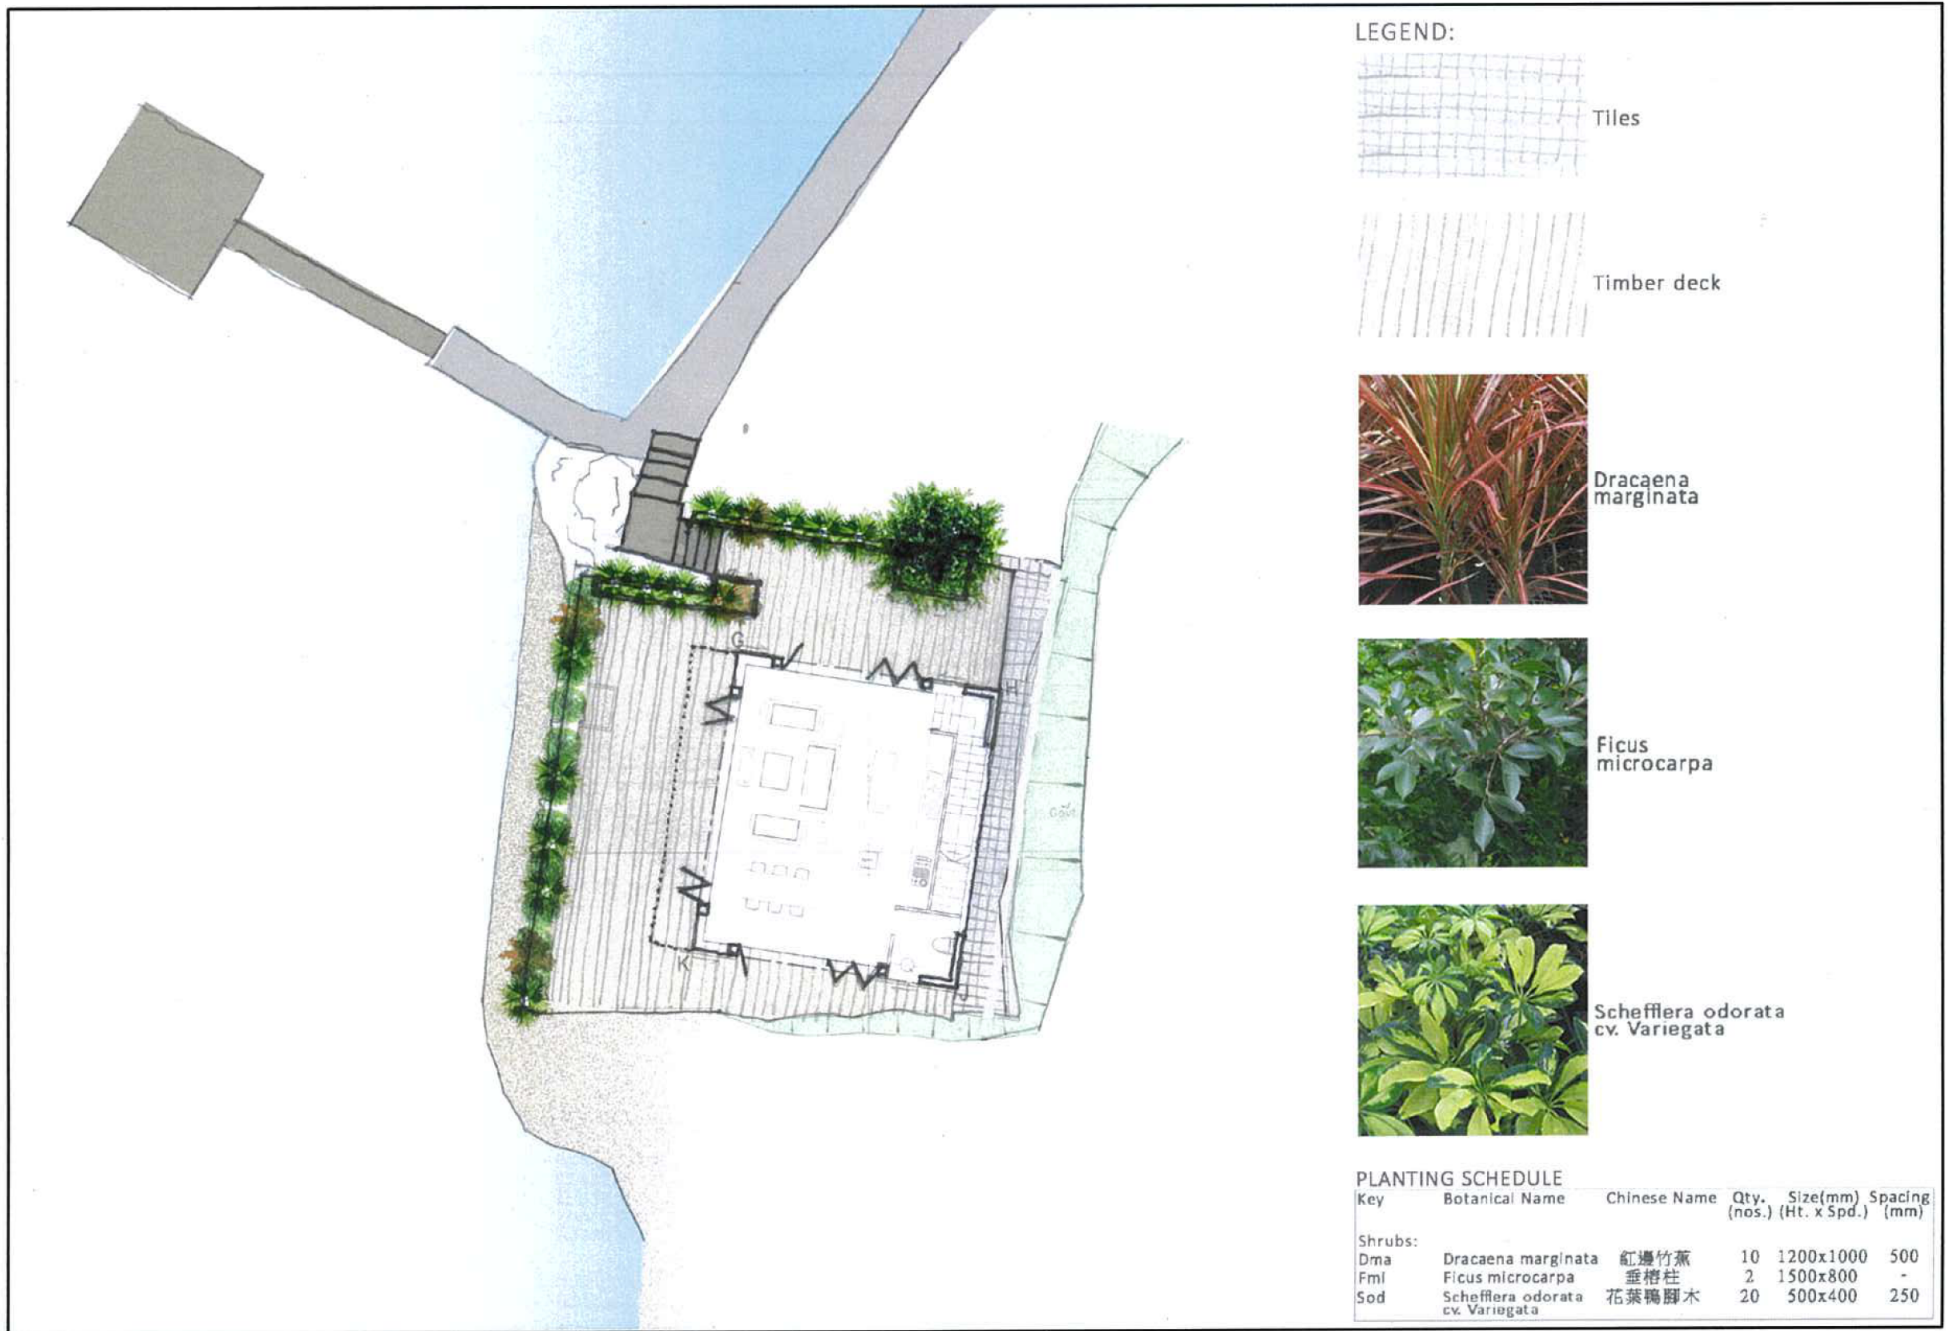 LEGEND:
Tiles
Timber deck
Dracaena
marginata
Ficus
microcarpa
Schefflera odorata
cv. Variegata
G
H
K
J
PLANTING SCHEDULE
Key Botanical Name Chinese Name Qty. (nos.) Size(mm) (Ht. x Spd.) Spacing (mm)
Shrubs:
Dma Dracaena marginata 紅邊竹蕉 10 1200x1000 500
Fmi Ficus microcarpa 垂榕柱 2 1500x800 -
Sod Schefflera odorata cv. Variegata 花葉鴨腳木 20 500x400 250